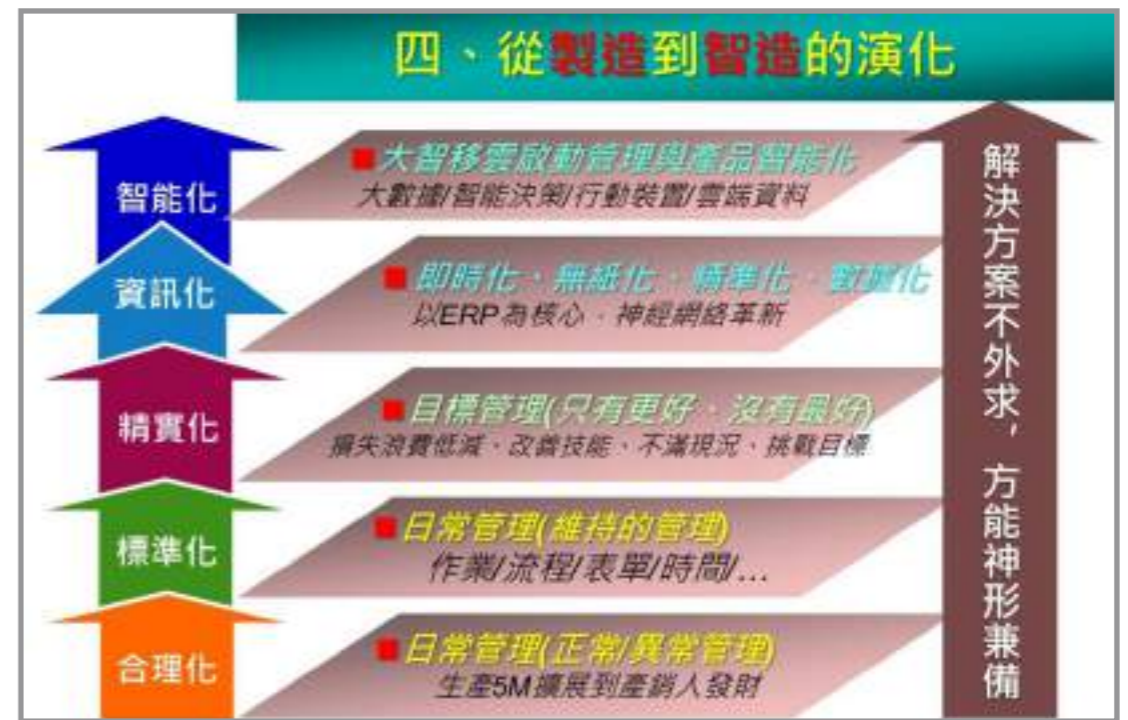 四、從製造到智造的演化
智能化
■大智移雲啟動管理與產品智能化
大數據/智能決策/行動裝置/雲端資料
資訊化
■即時化、無紙化、精準化、數據化
以ERP為核心、神經網絡革新
精實化
■目標管理(只有更好、沒有最好)
損失浪費低減、改善技能、不滿現況、挑戰目標
標準化
■日常管理(維持的管理)
作業/流程/表單/時間/…
合理化
■日常管理(正常/異常管理)
生產5M擴展到產銷人發財
解決方案不外求，方能神形兼備